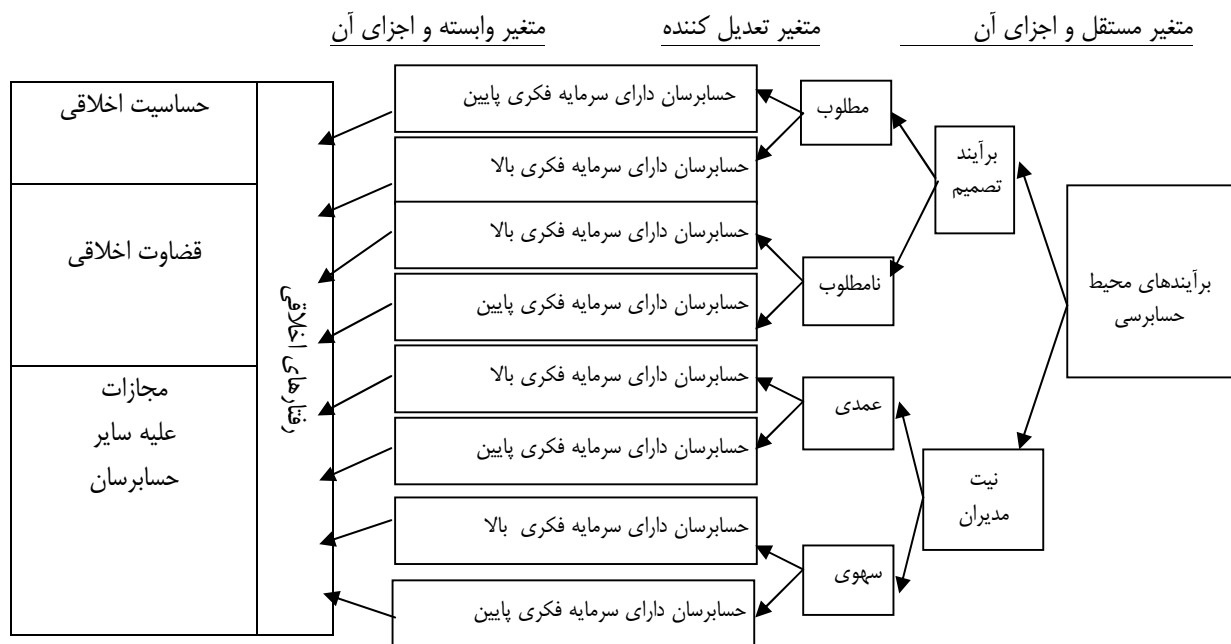 متغیر مستقل و اجزای آن
متغیر تعدیل کننده
متغیر وابسته و اجزای آن
برآیندهای محیط
حسابرسی
برآیند
تصمیم
نیت
مدیران
مطلوب
نامطلوب
عمدی
سهوی
حسابرسان دارای سرمایه فکری پایین
حسابرسان دارای سرمایه فکری بالا
حسابرسان دارای سرمایه فکری بالا
حسابرسان دارای سرمایه فکری پایین
حسابرسان دارای سرمایه فکری بالا
حسابرسان دارای سرمایه فکری پایین
حسابرسان دارای سرمایه فکری بالا
حسابرسان دارای سرمایه فکری پایین
رفتارهای اخلاقی
حساسیت اخلاقی
قضاوت اخلاقی
مجازات
علیه سایر
حسابرسان